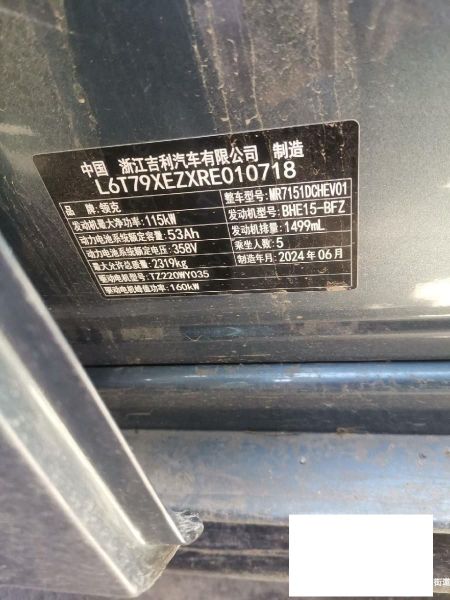 中国 浙江吉利汽车有限公司 制造
L6T79XEZXRE010718
品牌:领克
整车型号:MR7151DCHEV01
发动机最大净功率:115kW
发动机型号:BHE15-BFZ
动力电池系统额定容量:53Ah
发动机排量:1499mL
动力电池系统额定电压:358V
乘坐人数:5
最大允许总质量:2319kg
制造年月:2024年06月
驱动电机型号:TZ220WY035
驱动电机峰值功率:160kW
街道